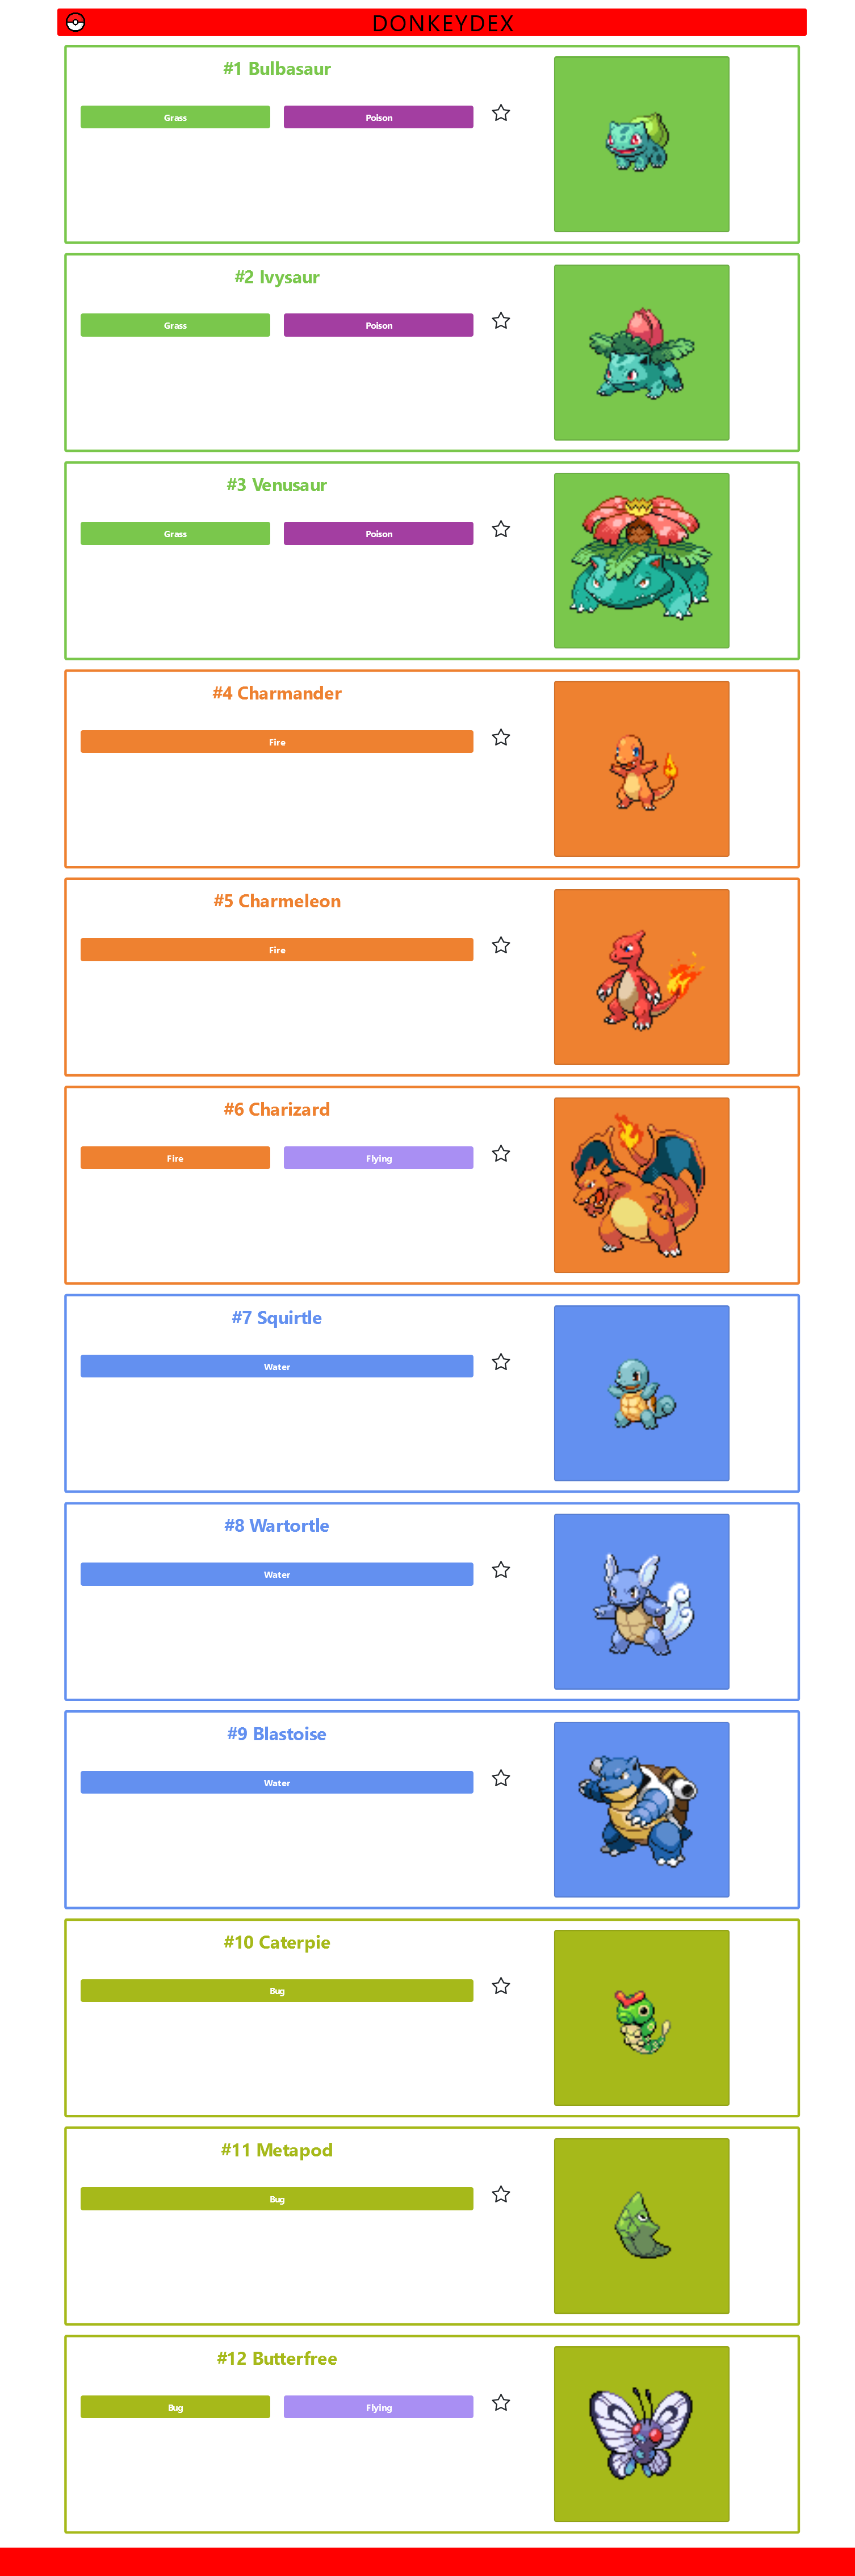 DONKEYDEX
#1 Bulbasaur
Grass Poison
#2 Ivysaur
Grass Poison
#3 Venusaur
Grass Poison
#4 Charmander
Fire
#5 Charmeleon
Fire
#6 Charizard
Fire Flying
#7 Squirtle
Water
#8 Wartortle
Water
#9 Blastoise
Water
#10 Caterpie
Bug
#11 Metapod
Bug
#12 Butterfree
Bug Flying